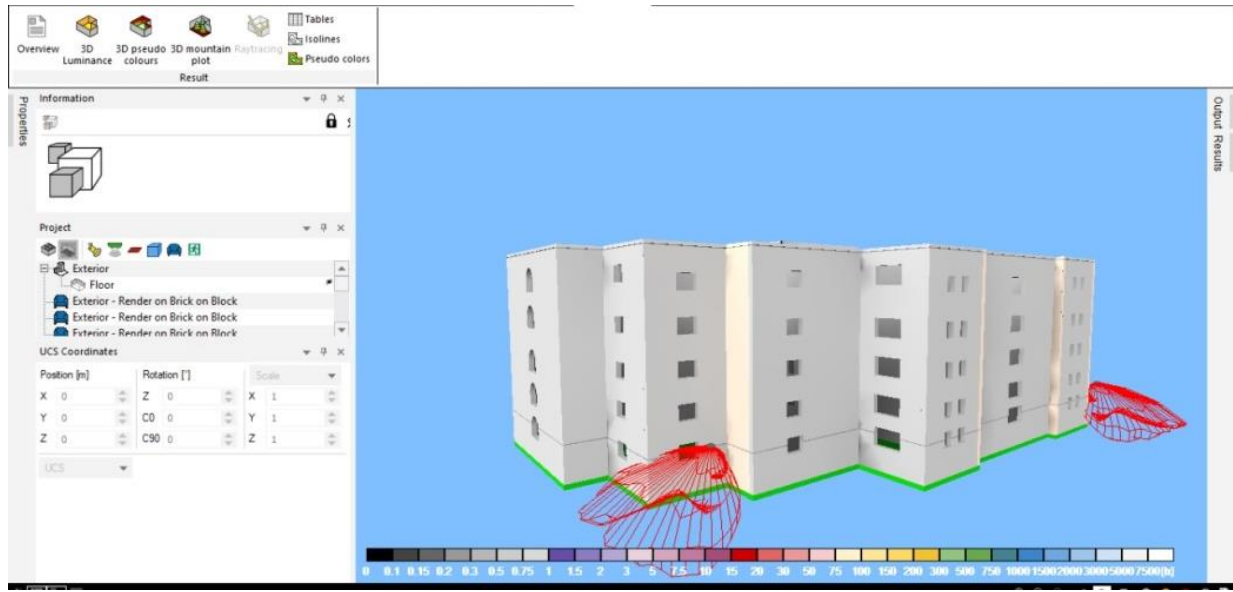 Overview
3D Luminance
3D pseudo colours
3D mountain plot
Raytracing
Tables
Isolines
Pseudo colors
Result
Properties
Information
Project
Exterior
Floor
Exterior - Render on Brick on Block
Exterior - Render on Brick on Block
Exterior - Render on Brick on Block
UCS Coordinates
Position [m] Rotation [°] Scale
X 0 Z 0 X 1
Y 0 C0 0 Y 1
Z 0 C90 0 Z 1
UCS
Output Results
0 0.1 0.15 0.2 0.3 0.5 0.75 1 1.5 2 3 5 7.5 10 15 20 30 50 75 100 150 200 300 500 750 1000 1500 2000 3000 5000 7500 [lx]